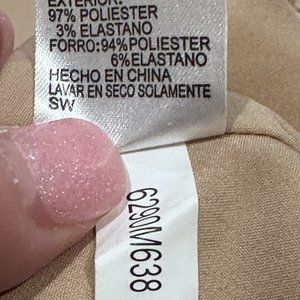 EXTERIOR:
97% POLIESTER
3% ELASTANO
FORRO: 94% POLIESTER
6% ELASTANO
HECHO EN CHINA
LAVAR EN SECO SOLAMENTE
SW
6290M638